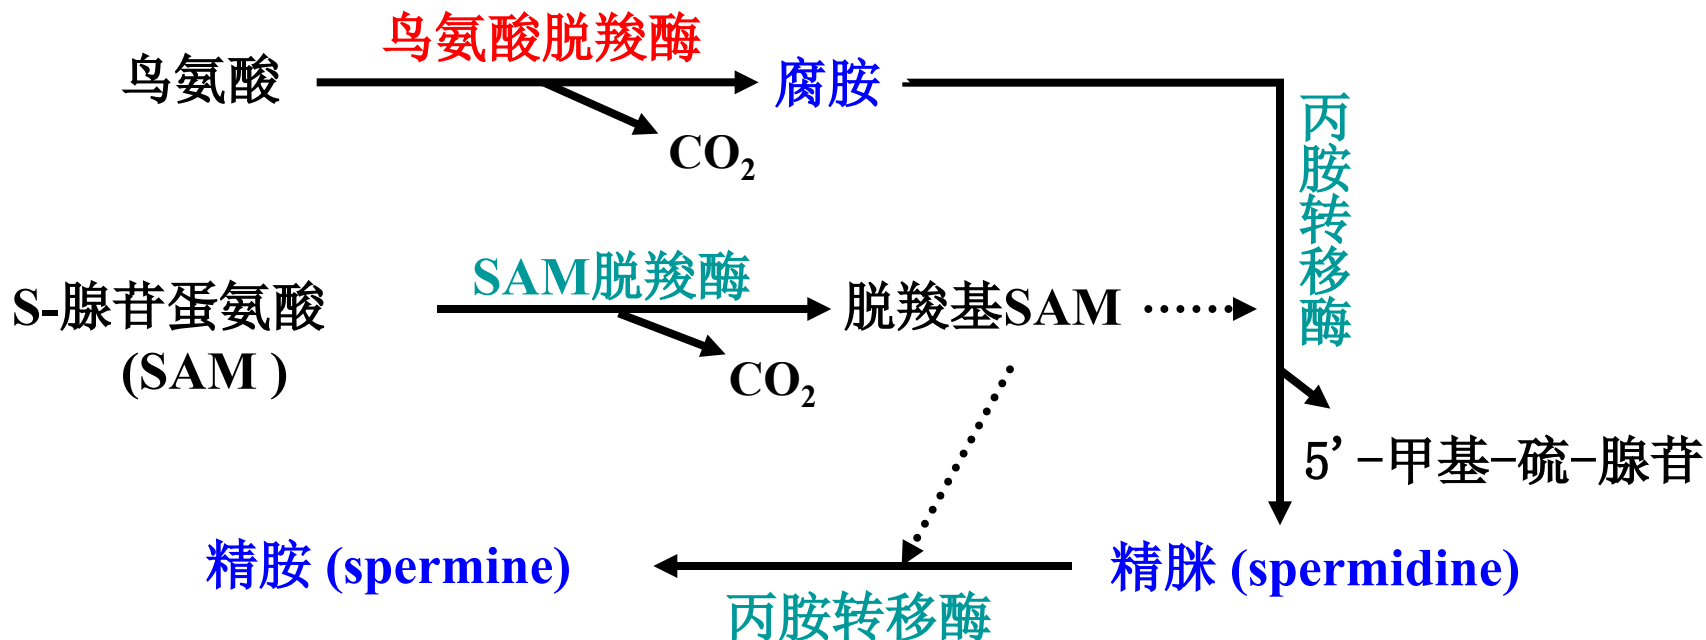 鸟氨酸脱羧酶
鸟氨酸
腐胺
CO₂
丙胺转移酶
SAM脱羧酶
S-腺苷蛋氨酸
(SAM )
脱羧基SAM
CO₂
5’-甲基-硫-腺苷
精胺 (spermine)
精脒 (spermidine)
丙胺转移酶